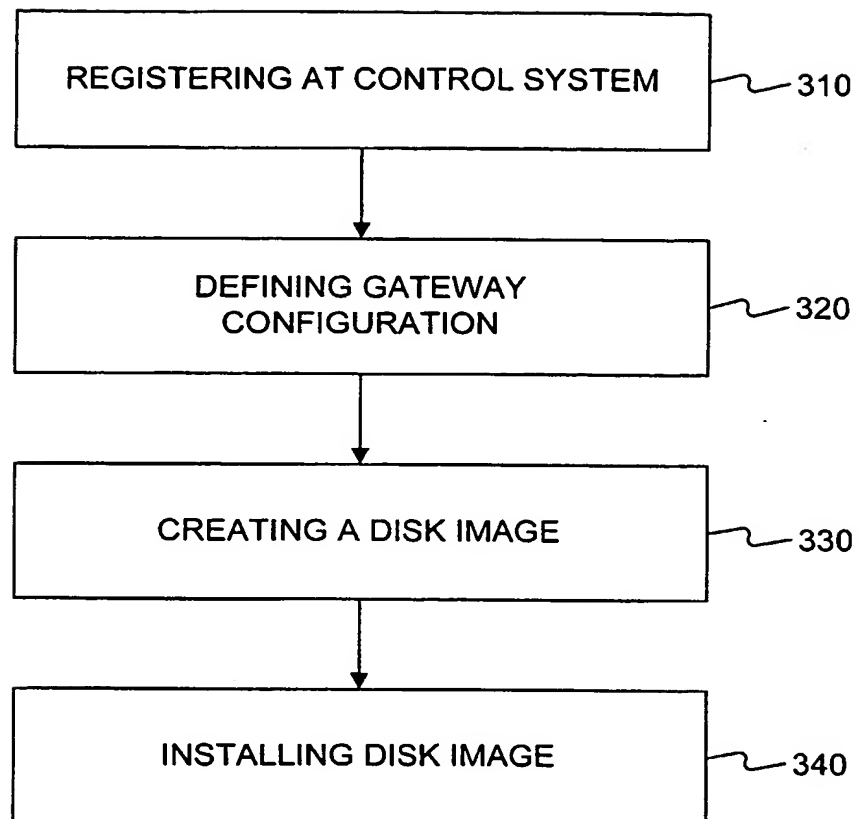 REGISTERING AT CONTROL SYSTEM
310
DEFINING GATEWAY
CONFIGURATION
320
CREATING A DISK IMAGE
330
INSTALLING DISK IMAGE
340